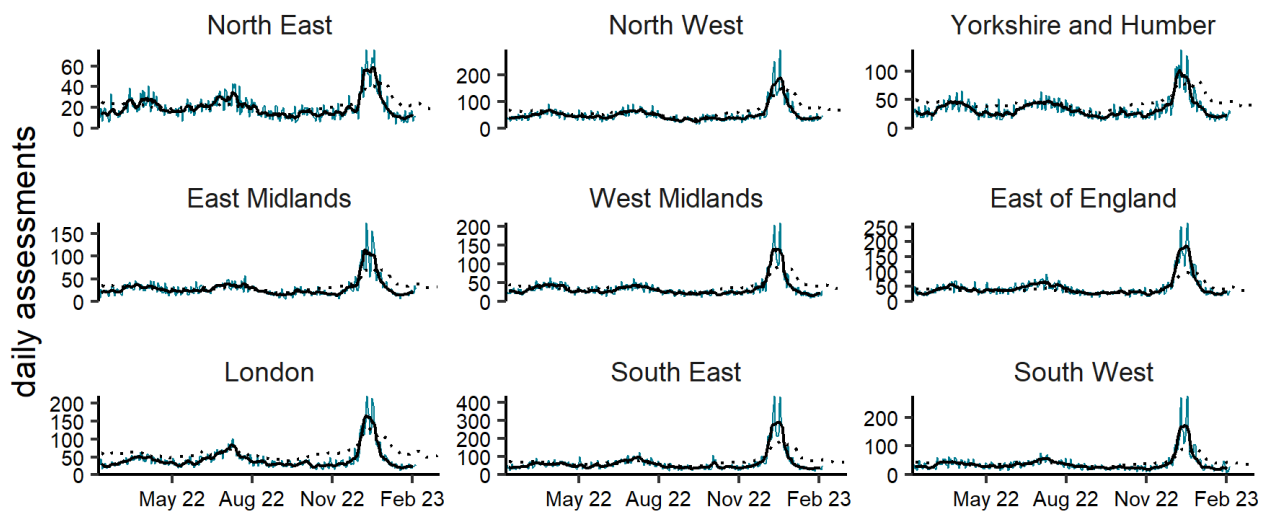 daily assessments
North East
60
40
20
0
North West
200
100
0
Yorkshire and Humber
100
50
0
East Midlands
150
100
50
0
West Midlands
200
150
100
50
0
East of England
250
200
150
100
50
0
London
200
150
100
50
0
May 22 Aug 22 Nov 22 Feb 23
South East
400
300
200
100
0
May 22 Aug 22 Nov 22 Feb 23
South West
200
100
0
May 22 Aug 22 Nov 22 Feb 23